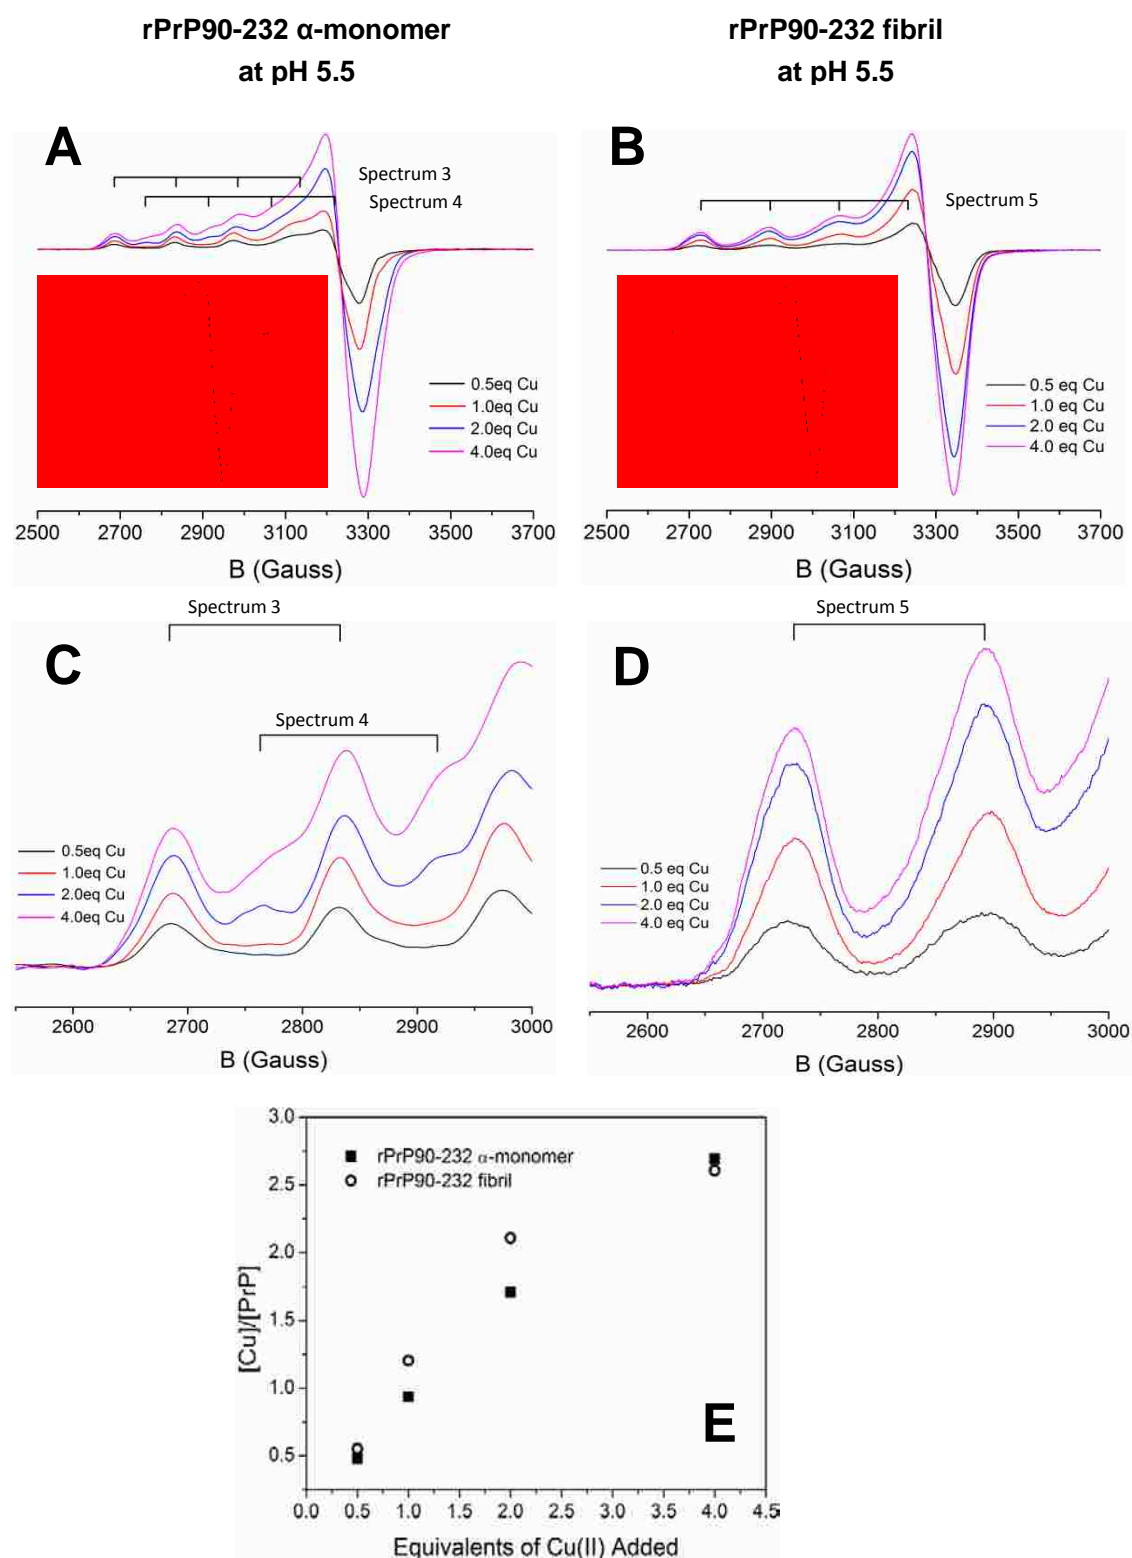 rPrP90-232 α-monomer
at pH 5.5
rPrP90-232 fibril
at pH 5.5
A
Spectrum 3
Spectrum 4
0.5eq Cu
1.0eq Cu
2.0eq Cu
4.0eq Cu
2500 2700 2900 3100 3300 3500 3700
B (Gauss)
B
Spectrum 5
0.5 eq Cu
1.0 eq Cu
2.0 eq Cu
4.0 eq Cu
2500 2700 2900 3100 3300 3500 3700
B (Gauss)
Spectrum 3
C
Spectrum 4
0.5eq Cu
1.0eq Cu
2.0eq Cu
4.0eq Cu
2600 2700 2800 2900 3000
B (Gauss)
Spectrum 5
D
0.5 eq Cu
1.0 eq Cu
2.0 eq Cu
4.0 eq Cu
2600 2700 2800 2900 3000
B (Gauss)
3.0
2.5
2.0
1.5
1.0
0.5
[Cu]/[PrP]
rPrP90-232 α-monomer
rPrP90-232 fibril
E
0.0 0.5 1.0 1.5 2.0 2.5 3.0 3.5 4.0 4.5
Equivalents of Cu(II) Added